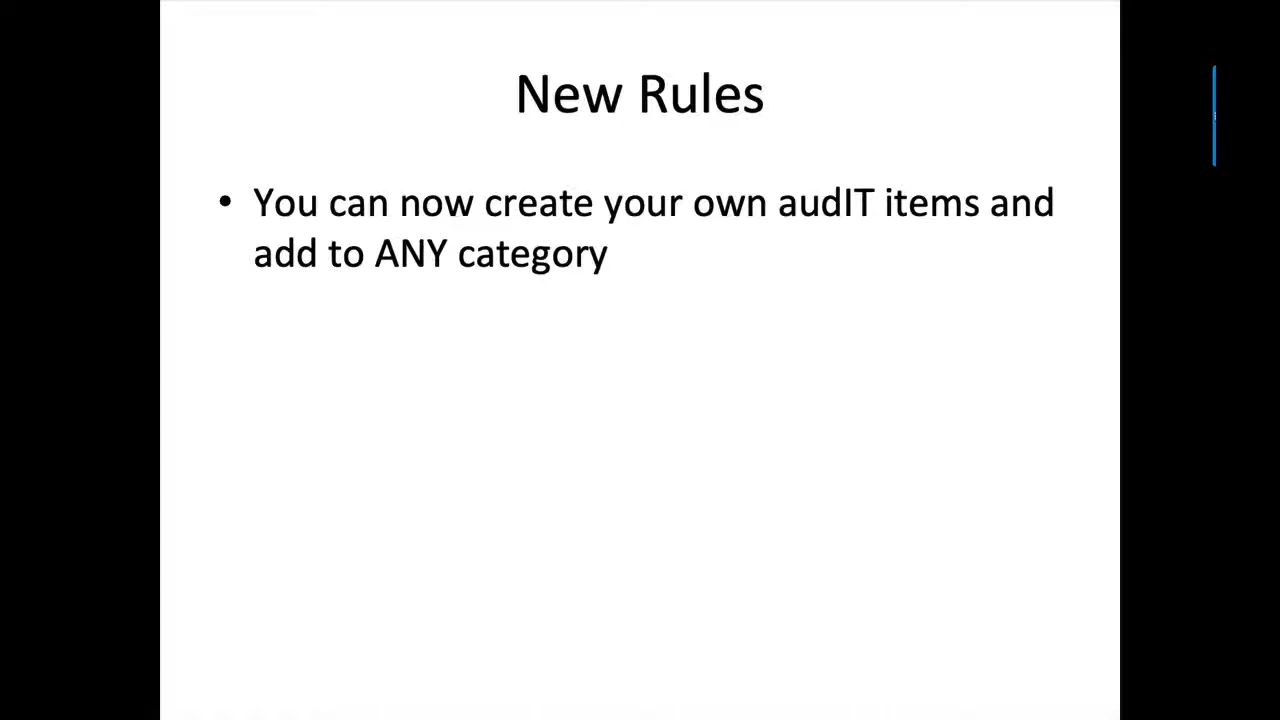 New Rules
• You can now create your own audIT items and
add to ANY category